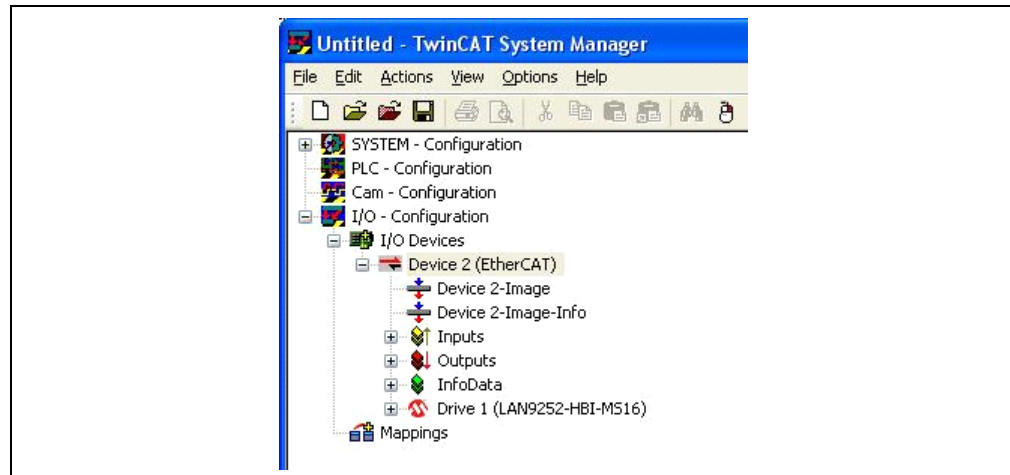 Untitled - TwinCAT System Manager
File Edit Actions View Options Help
SYSTEM - Configuration
PLC - Configuration
Cam - Configuration
I/O - Configuration
I/O Devices
Device 2 (EtherCAT)
Device 2-Image
Device 2-Image-Info
Inputs
Outputs
InfoData
Drive 1 (LAN9252-HBI-MS16)
Mappings